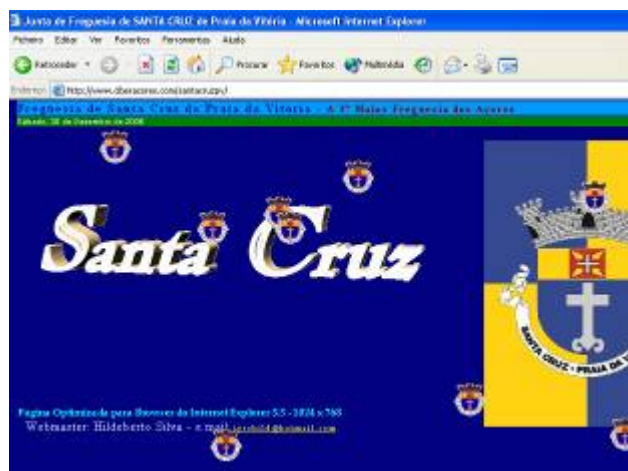 Junta de Freguesia de SANTA CRUZ de Praia da Vitória - Microsoft Internet Explorer
Ficheiro Editar Ver Favoritos Ferramentas Ajuda
Retroceder Procurar Favoritos Multimédia
Endereço http://www.ciberacores.com/santacruzpv/
Freguesia de Santa Cruz da Praia da Vitoria - A 1ª Maior Freguesia dos Açores
Sábado, 30 de Dezembro de 2006
Santa Cruz
SANTA CRUZ - PRAIA DA V
Pagina Optimizada para Browser do Internet Explorer 5.5 - 1024 x 768
Webmaster: Hildeberto Silva - e.mail